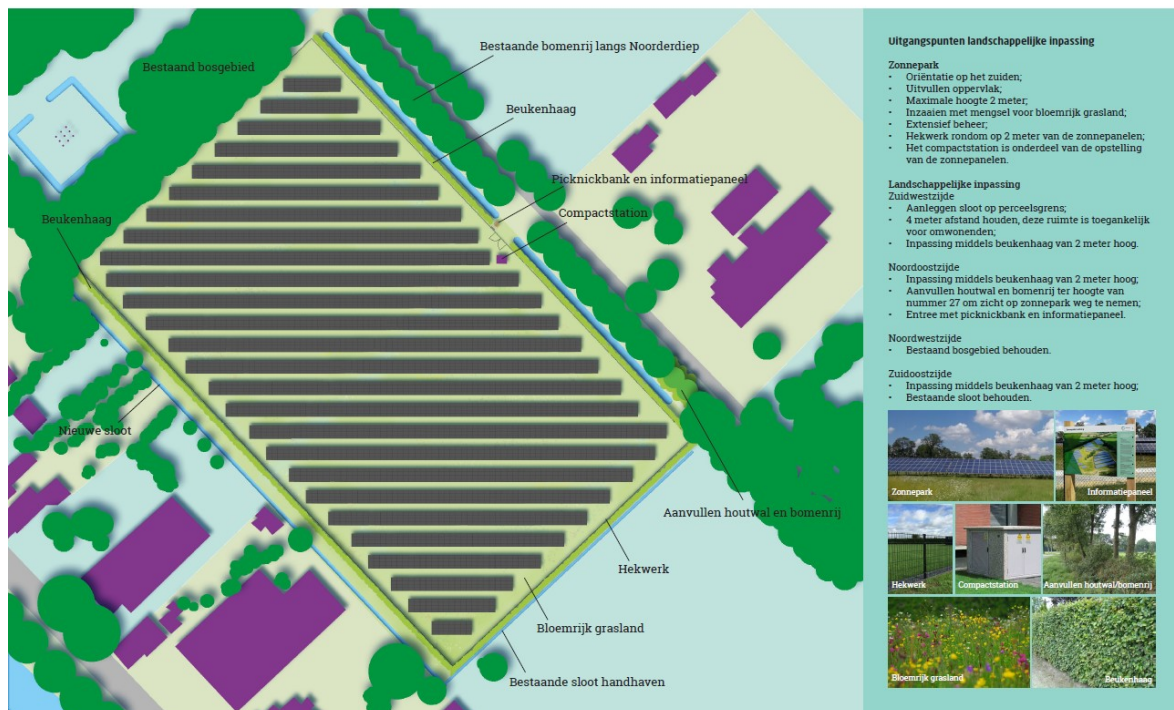 Bestaande bomenrij langs Noorderdiep
Bestaand bosgebied
Beukenhaag
Picknickbank en informatiepaneel
Compactstation
Beukenhaag
Nieuwe sloot
Aanvullen houtwal en bomenrij
Hekwerk
Bloemrijk grasland
Bestaande sloot handhaven
Uitgangspunten landschappelijke inpassing
Zonnepark
• Oriëntatie op het zuiden;
• Uitvullen oppervlak;
• Maximale hoogte 2 meter;
• Inzaaien met mengsel voor bloemrijk grasland;
• Extensief beheer;
• Hekwerk rondom op 2 meter van de zonnepanelen;
• Het compactstation is onderdeel van de opstelling
van de zonnepanelen.
Landschappelijke inpassing
Zuidwestzijde
• Aanleggen sloot op perceelsgrens;
• 4 meter afstand houden, deze ruimte is toegankelijk
voor omwonenden;
• Inpassing middels beukenhaag van 2 meter hoog.
Noordoostzijde
• Inpassing middels beukenhaag van 2 meter hoog;
• Aanvullen houtwal en bomenrij ter hoogte van
nummer 27 om zicht op zonnepark weg te nemen;
• Entree met picknickbank en informatiepaneel.
Noordwestzijde
• Bestaand bosgebied behouden.
Zuidoostzijde
• Inpassing middels beukenhaag van 2 meter hoog;
• Bestaande sloot behouden.
Zonnepark
Informatiepaneel
Hekwerk
Compactstation
Aanvullen houtwal/bomenrij
Bloemrijk grasland
Beukenhaag